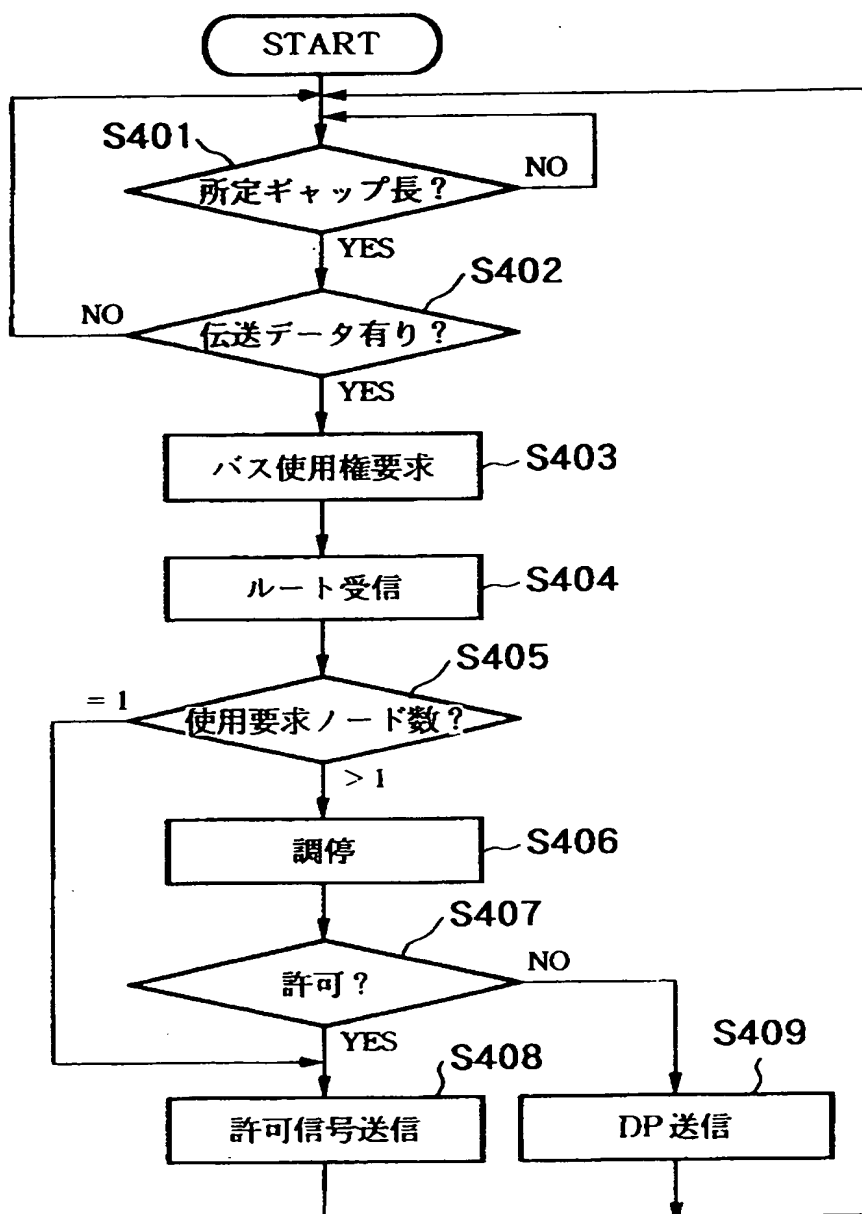 START
S401
所定ギャップ長?
NO
YES
S402
NO
伝送データ有り?
YES
バス使用権要求
S403
ルート受信
S404
S405
= 1
使用要求ノード数?
> 1
調停
S406
S407
許可?
NO
YES
S408
S409
許可信号送信
DP送信